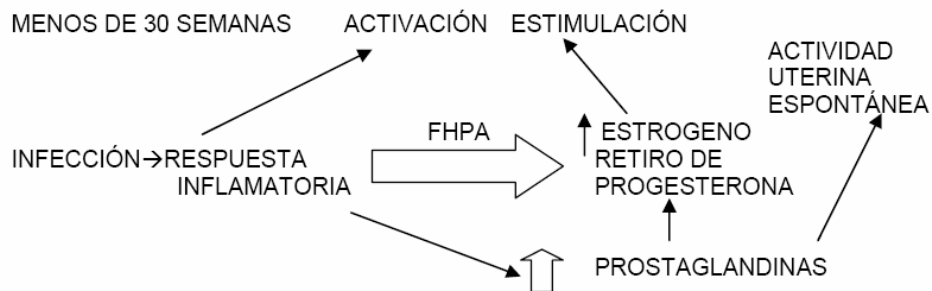 MENOS DE 30 SEMANAS ACTIVACIÓN ESTIMULACIÓN
ACTIVIDAD
UTERINA
ESPONTÁNEA
FHPA
INFECCIÓN→RESPUESTA
INFLAMATORIA
ESTROGENO
RETIRO DE
PROGESTERONA
PROSTAGLANDINAS